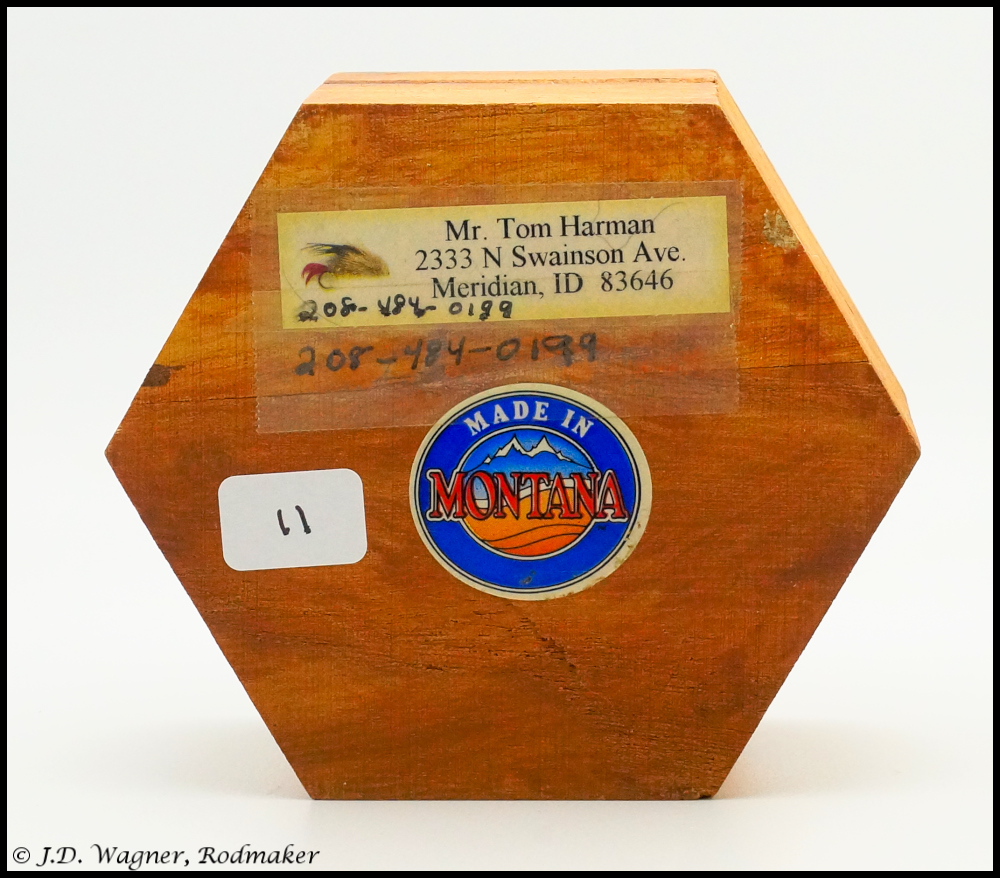 Mr. Tom Harman
2333 N Swainson Ave.
Meridian, ID 83646
208-484-0199
208-484-0199
MADE IN
MONTANA
11
© J.D. Wagner, Rodmaker